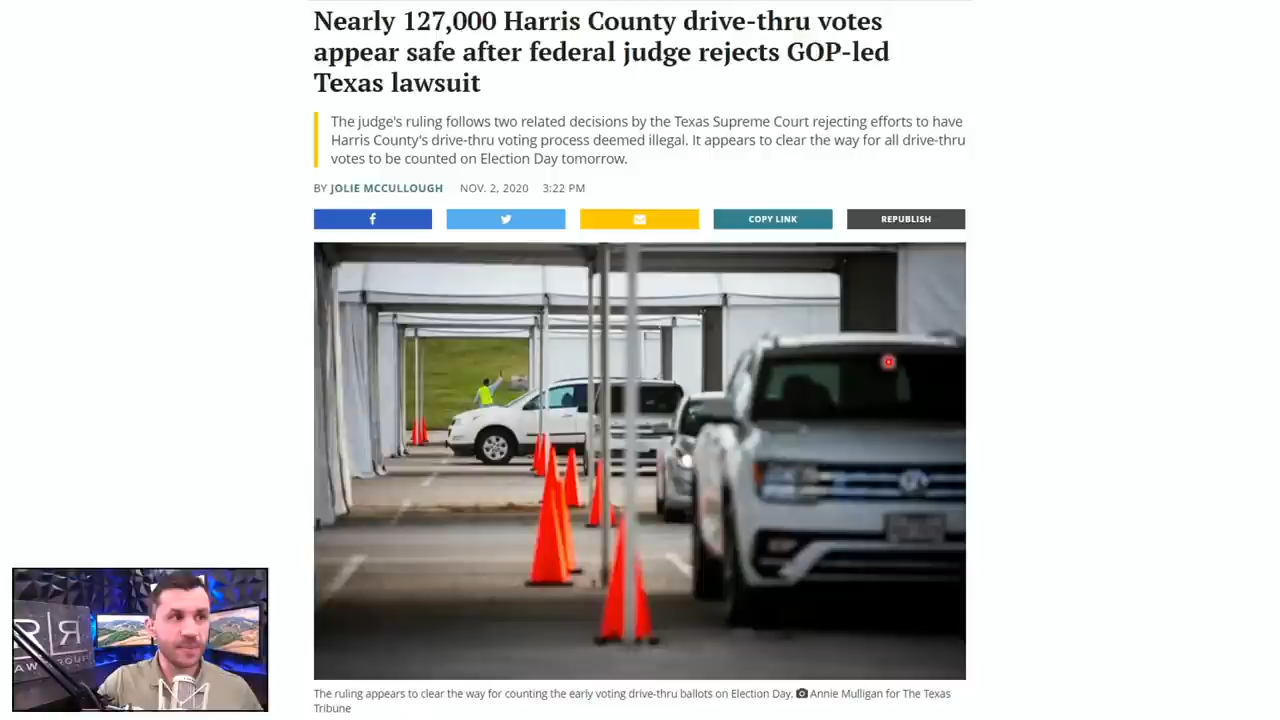 Nearly 127,000 Harris County drive-thru votes
appear safe after federal judge rejects GOP-led
Texas lawsuit
The judge's ruling follows two related decisions by the Texas Supreme Court rejecting efforts to have
Harris County's drive-thru voting process deemed illegal. It appears to clear the way for all drive-thru
votes to be counted on Election Day tomorrow.
BY JOLIE MCCULLOUGH NOV. 2, 2020 3:22 PM
COPY LINK
REPUBLISH
The ruling appears to clear the way for counting the early voting drive-thru ballots on Election Day. Annie Mulligan for The Texas
Tribune